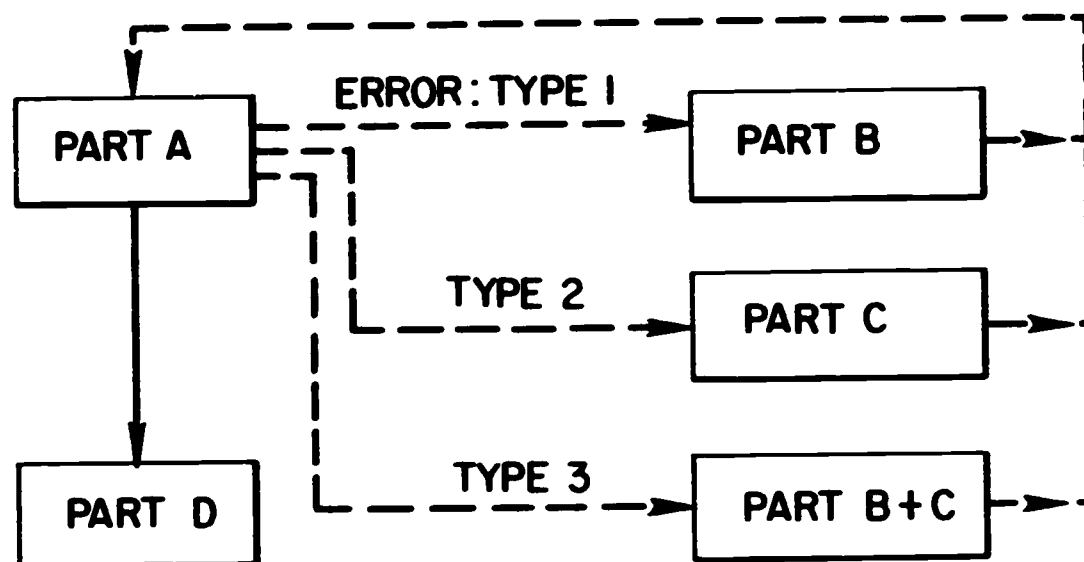 ERROR: TYPE 1
PART A
PART B
TYPE 2
PART C
TYPE 3
PART D
PART B+C